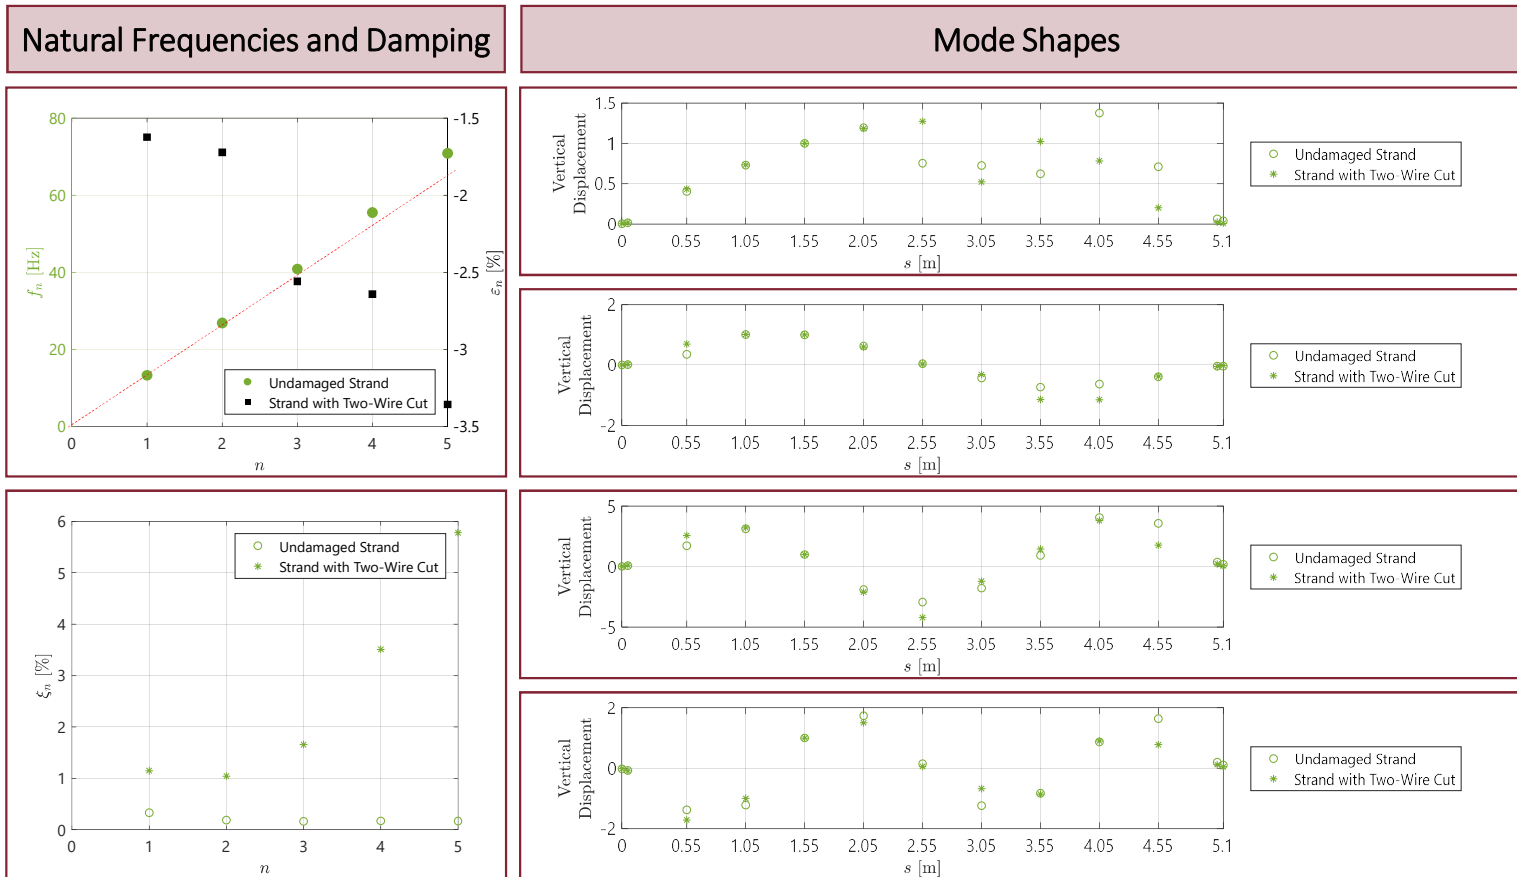 Natural Frequencies and Damping
Mode Shapes
80
60
40
20
0
f_n [Hz]
-1.5
-2
-2.5
-3
-3.5
ε_n [%]
0 1 2 3 4 5
n
Undamaged Strand
Strand with Two-Wire Cut
6
5
4
3
2
1
0
ξ_n [%]
0 1 2 3 4 5
n
Undamaged Strand
Strand with Two-Wire Cut
1.5
1
0.5
0
Vertical
Displacement
0 0.55 1.05 1.55 2.05 2.55 3.05 3.55 4.05 4.55 5.1
s [m]
Undamaged Strand
Strand with Two-Wire Cut
2
0
-2
Vertical
Displacement
0 0.55 1.05 1.55 2.05 2.55 3.05 3.55 4.05 4.55 5.1
s [m]
Undamaged Strand
Strand with Two-Wire Cut
5
0
-5
Vertical
Displacement
0 0.55 1.05 1.55 2.05 2.55 3.05 3.55 4.05 4.55 5.1
s [m]
Undamaged Strand
Strand with Two-Wire Cut
2
0
-2
Vertical
Displacement
0 0.55 1.05 1.55 2.05 2.55 3.05 3.55 4.05 4.55 5.1
s [m]
Undamaged Strand
Strand with Two-Wire Cut